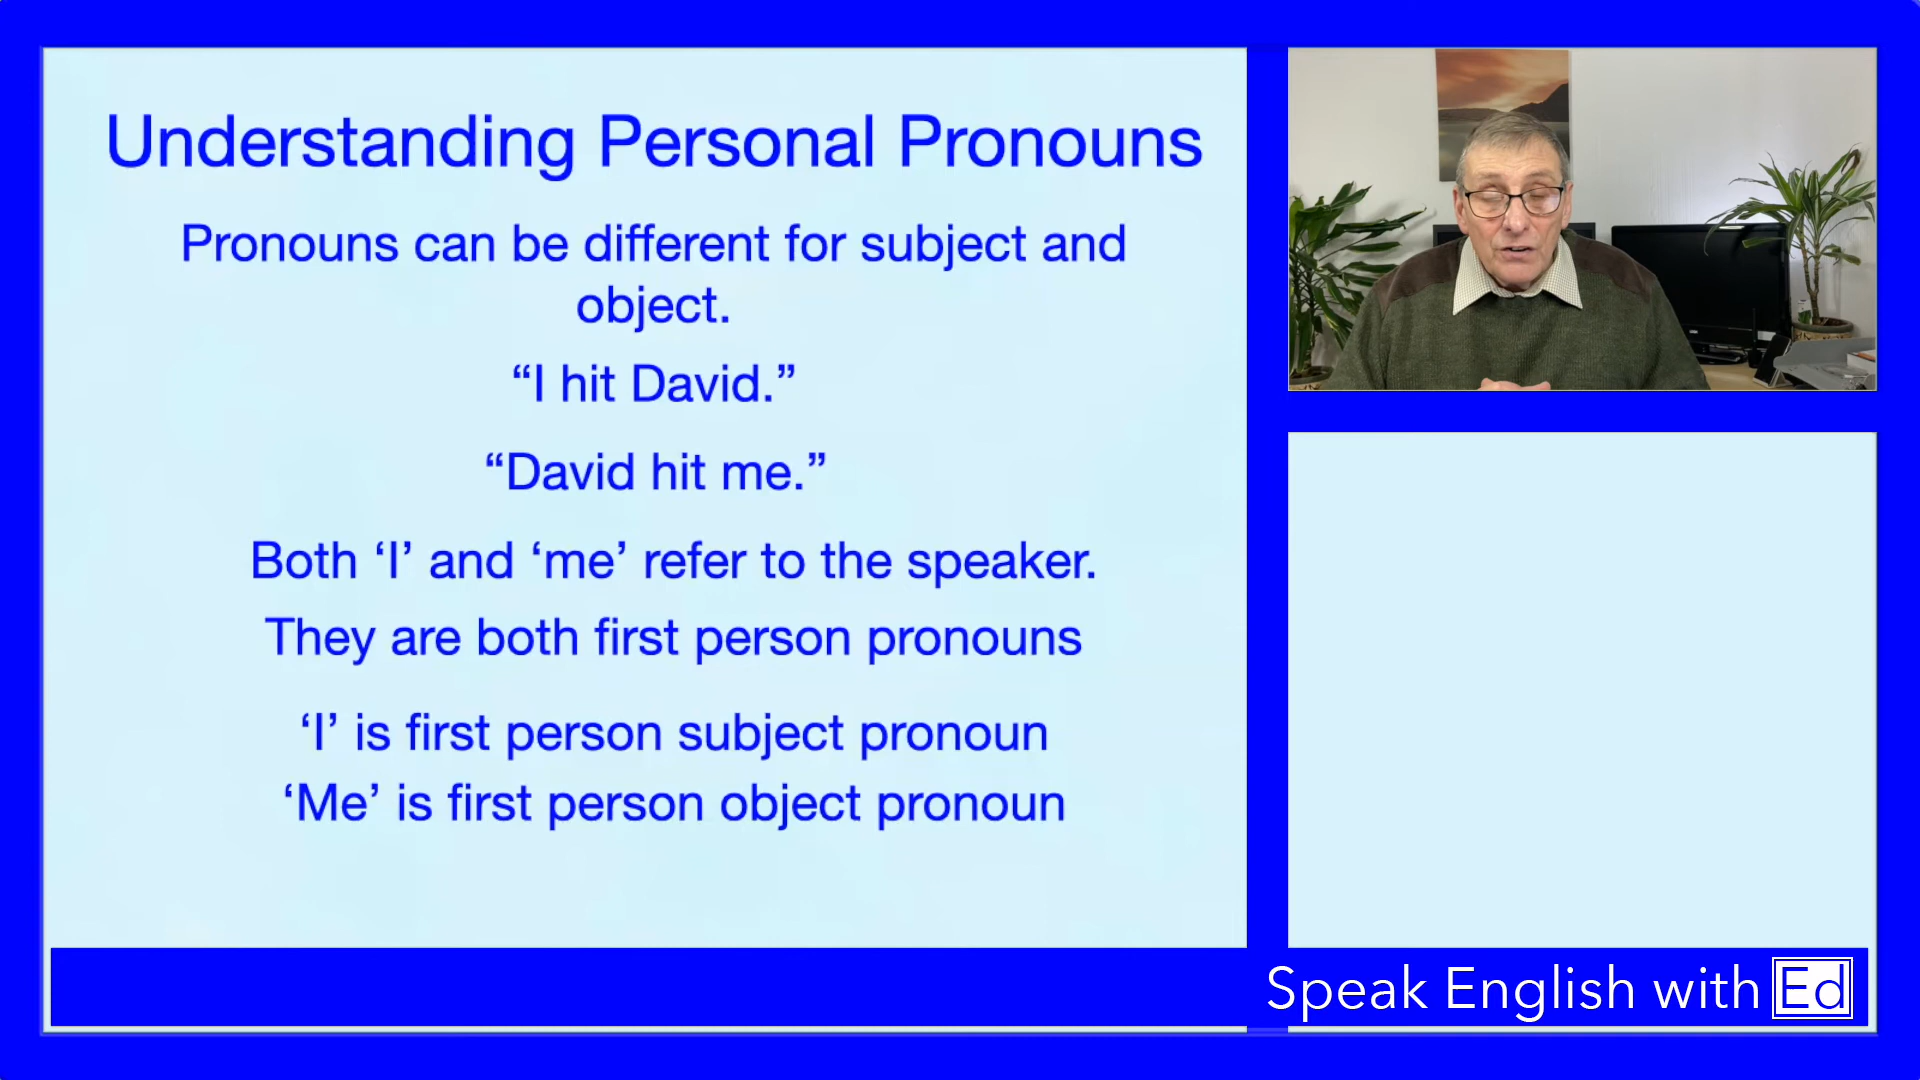 Understanding Personal Pronouns
Pronouns can be different for subject and
object.
“I hit David.”
“David hit me.”
Both ‘I’ and ‘me’ refer to the speaker.
They are both first person pronouns
‘I’ is first person subject pronoun
‘Me’ is first person object pronoun
Speak English with Ed